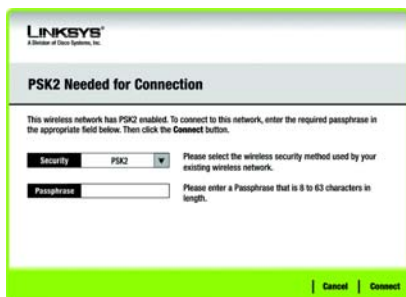 LINKSYS®
A Division of Cisco Systems, Inc.
PSK2 Needed for Connection
This wireless network has PSK2 enabled. To connect to this network, enter the required passphrase in
the appropriate field below. Then click the Connect button.
Security PSK2 Please select the wireless security method used by your
existing wireless network.
Passphrase Please enter a Passphrase that is 8 to 63 characters in
length.
Cancel Connect